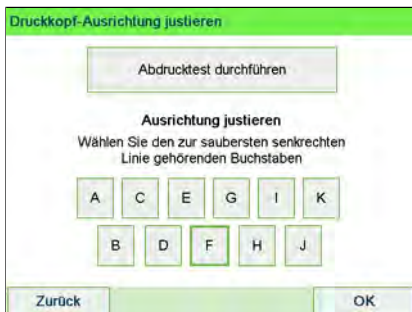 Druckkopf-Ausrichtung justieren
Abdrucktest durchführen
Ausrichtung justieren
Wählen Sie den zur saubersten senkrechten
Linie gehörenden Buchstaben
A C E G I K
B D F H J
Zurück OK